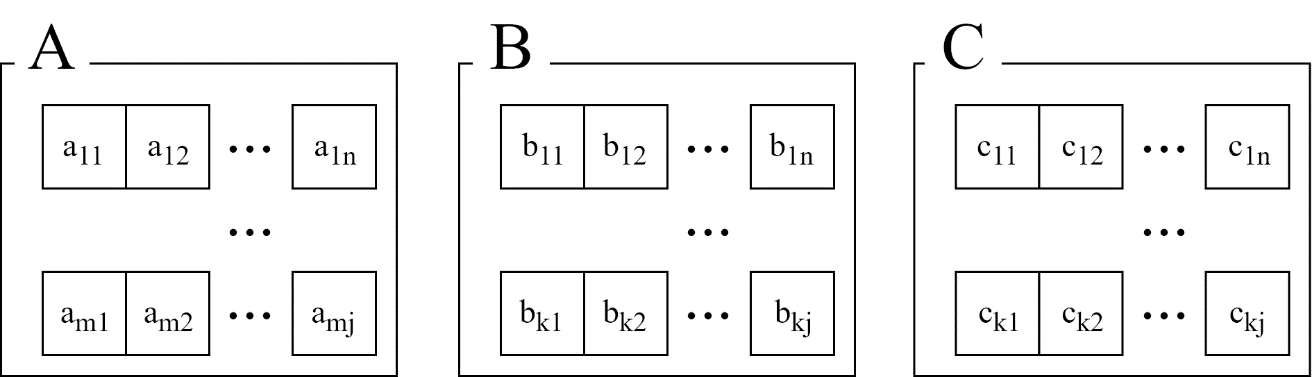 A B C
a11 a12 ... a1n b11 b12 ... b1n c11 c12 ... c1n
... ... ...
am1 am2 ... amj bk1 bk2 ... bkj ck1 ck2 ... ckj